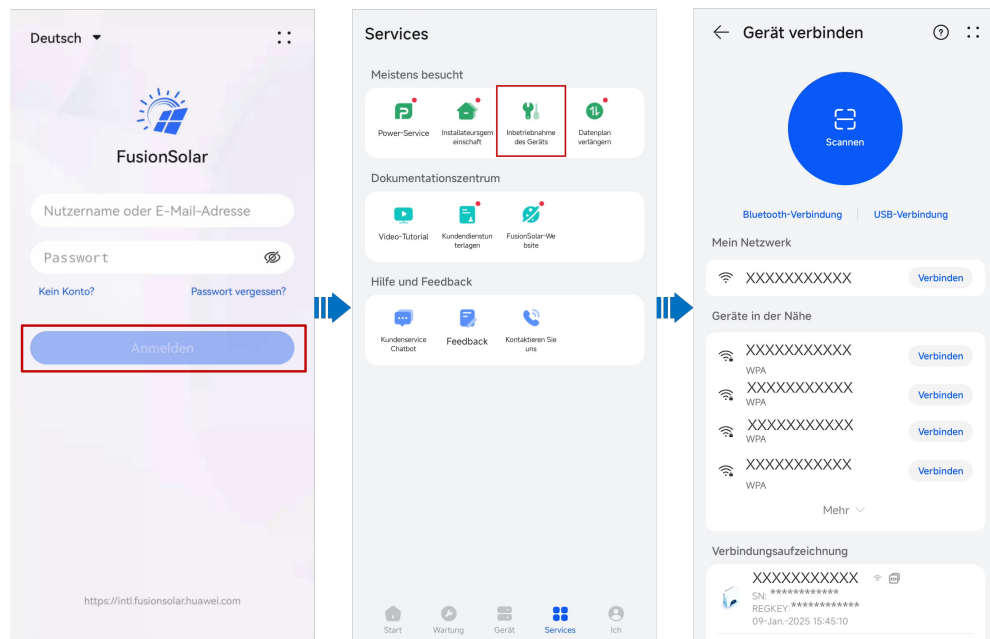 Deutsch
FusionSolar
Nutzername oder E-Mail-Adresse
Passwort
Kein Konto? Passwort vergessen?
Anmelden
https://intl.fusionsolar.huawei.com
Services
Meistens besucht
Power-Service
Installateursgem
einschaft
Inbetriebnahme
des Geräts
Datenplan
verlängern
Dokumentationszentrum
Video-Tutorial
Kundendienstun
terlagen
FusionSolar-We
bsite
Hilfe und Feedback
Kundenservice
Chatbot
Feedback
Kontaktieren Sie
uns
Start Wartung Gerät Services Ich
Gerät verbinden
Scannen
Bluetooth-Verbindung USB-Verbindung
Mein Netzwerk
XXXXXXXXXXX Verbinden
Geräte in der Nähe
XXXXXXXXXXX Verbinden
WPA
XXXXXXXXXXX Verbinden
WPA
XXXXXXXXXXX Verbinden
WPA
XXXXXXXXXXX Verbinden
WPA
Mehr
Verbindungsaufzeichnung
XXXXXXXXXXX
SN: ************
REGKEY:************
09-Jan.-2025 15:45:10